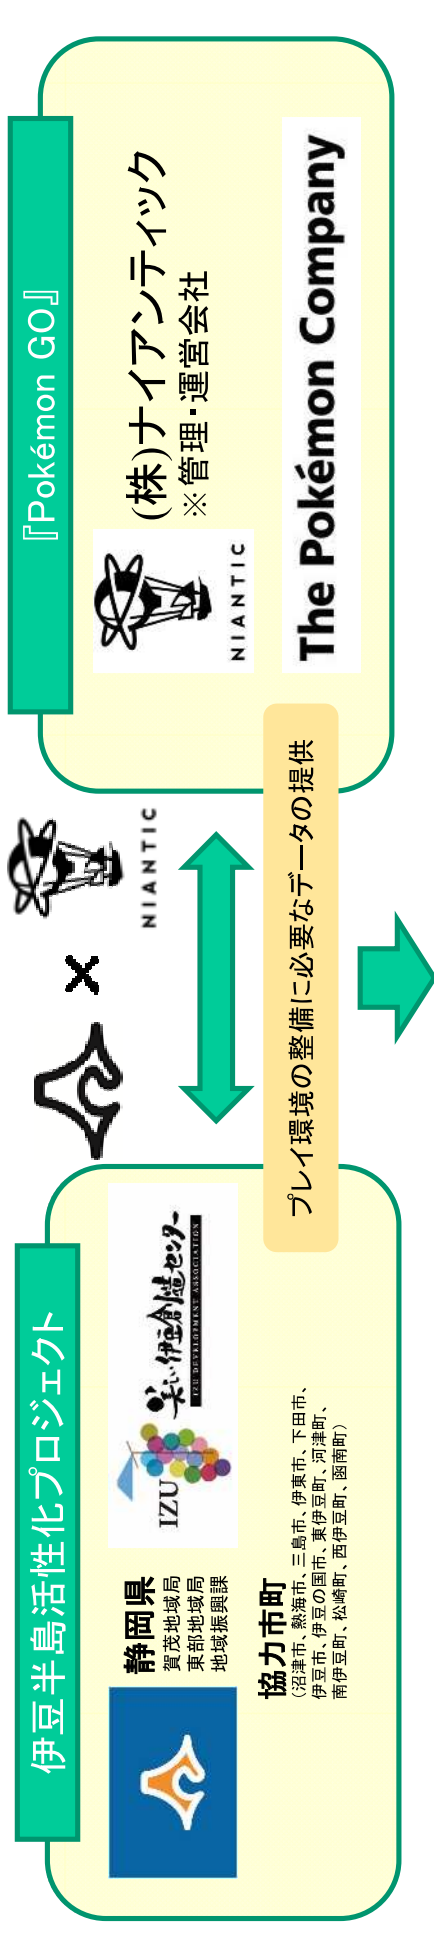 伊豆半島活性化プロジェクト
静岡県
賀茂地域局
東部地域局
地域振興課
IZU
美しい伊豆創造センター
IZU DEVELOPMENT ASSOCIATION
協力市町
(沼津市、熱海市、三島市、伊東市、下田市、
伊豆市、伊豆の国市、東伊豆町、河津町、
南伊豆町、松崎町、西伊豆町、函南町)
×
NIANTIC
プレイ環境の整備に必要なデータの提供
『Pokémon GO』
NIANTIC
(株)ナイアンティック
※管理・運営会社
The Pokémon Company